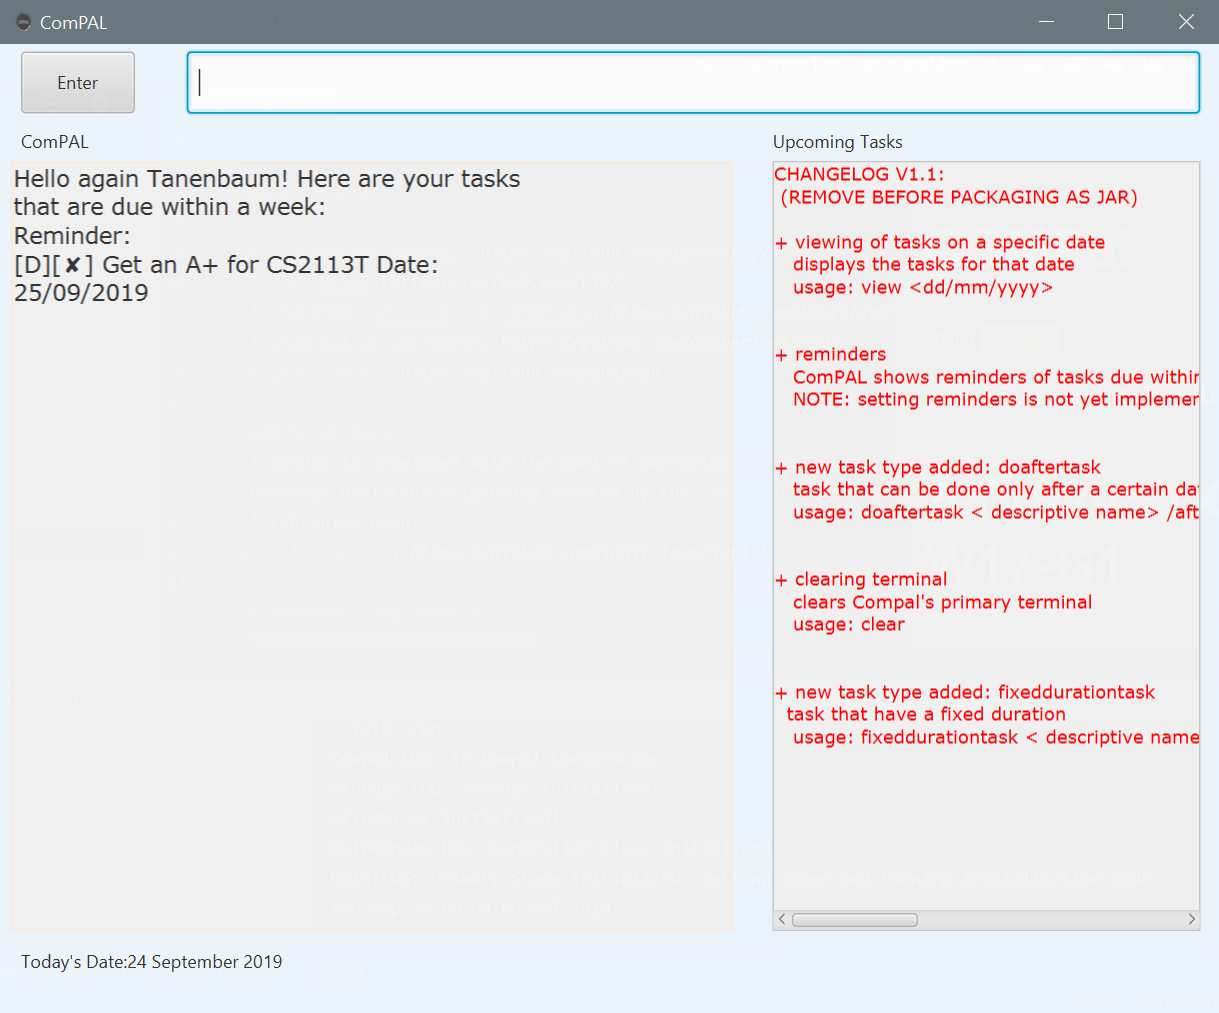 ComPAL
Enter
ComPAL
Hello again Tanenbaum! Here are your tasks
that are due within a week:
Reminder:
[D][✘] Get an A+ for CS2113T Date:
25/09/2019
Upcoming Tasks
CHANGELOG V1.1:
(REMOVE BEFORE PACKAGING AS JAR)
+ viewing of tasks on a specific date
displays the tasks for that date
usage: view <dd/mm/yyyy>
+ reminders
ComPAL shows reminders of tasks due within
NOTE: setting reminders is not yet implemen
+ new task type added: doaftertask
task that can be done only after a certain da
usage: doaftertask < descriptive name> /aft
+ clearing terminal
clears Compal's primary terminal
usage: clear
+ new task type added: fixeddurationtask
task that have a fixed duration
usage: fixeddurationtask < descriptive name
W17-G1
Today's Date:24 September 2019